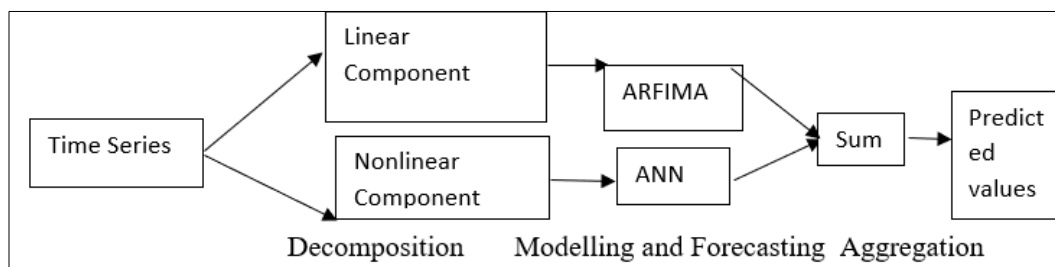 Linear
Component
ARFIMA
Time Series
Sum
Predict
ed
values
Nonlinear
Component
ANN
Decomposition
Modelling and Forecasting
Aggregation